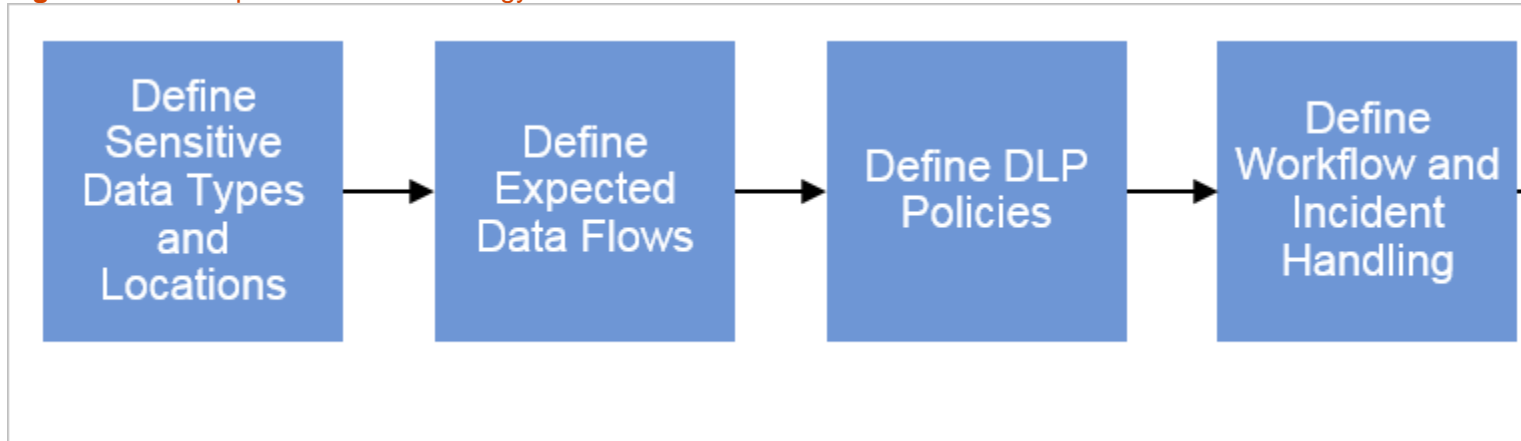 Define
Sensitive
Data Types
and
Locations
Define
Expected
Data Flows
Define DLP
Policies
Define
Workflow and
Incident
Handling